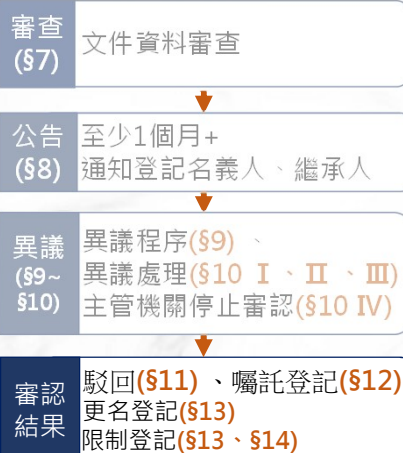 審查
(§7)
文件資料審查
公告
(§8)
至少1個月+
通知登記名義人、繼承人
異議
(§9~
§10)
異議程序(§9) 、
異議處理(§10 Ⅰ、Ⅱ、Ⅲ)
主管機關停止審認(§10 IV)
審認
結果
駁回(§11) 、囑託登記(§12)
更名登記(§13)
限制登記(§13、§14)